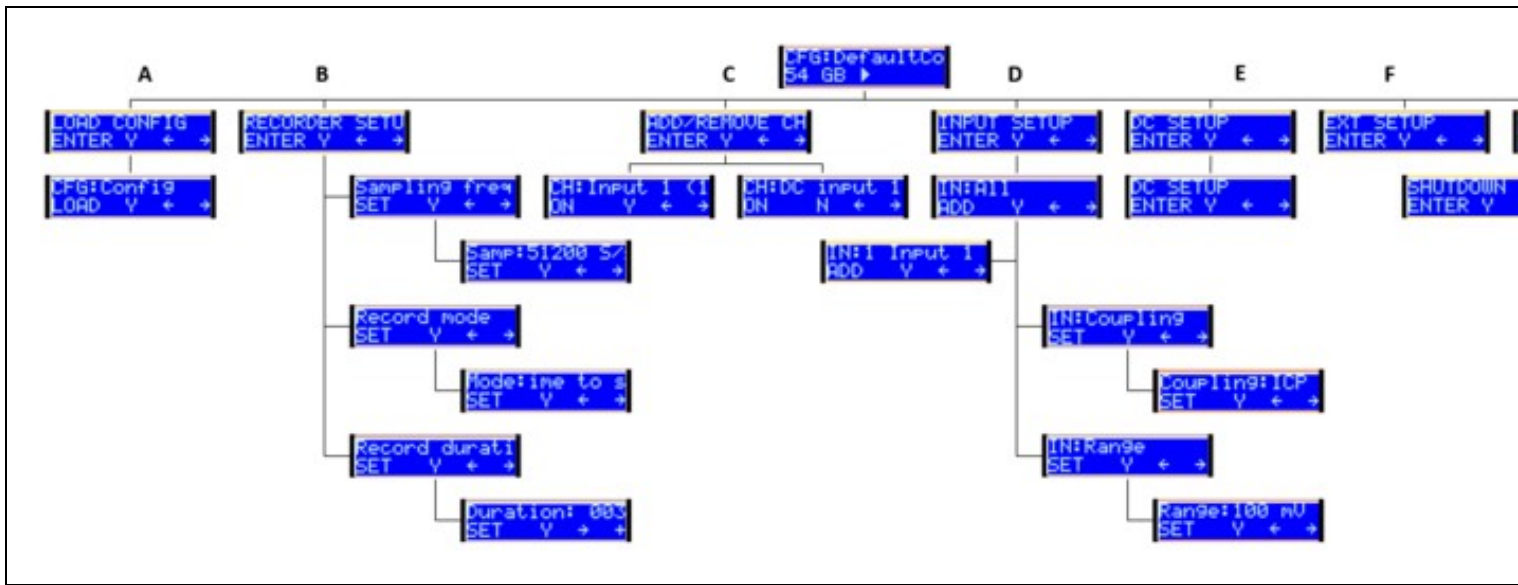 CFG:DefaultCo
54 GB ▶
A B C D E F
LOAD CONFIG
ENTER Y ← →
RECORDER SETU
ENTER Y ← →
ADD/REMOVE CH
ENTER Y ← →
INPUT SETUP
ENTER Y ← →
DC SETUP
ENTER Y ← →
EXT SETUP
ENTER Y ← →
CFG:Config
LOAD Y ← →
Sampling freq
SET Y ← →
CH:Input 1 (1
ON Y ← →
CH:DC input 1
ON N ← →
IN:All
ADD Y ← →
DC SETUP
ENTER Y ← →
SHUTDOWN
ENTER Y
Samp:51200 S/
SET Y ← →
IN:1 Input 1
ADD Y ← →
Record mode
SET Y ← →
IN:Coupling
SET Y ← →
Mode:ime to s
SET Y ← →
Coupling:ICP
SET Y ← →
Record durati
SET Y ← →
IN:Range
SET Y ← →
Duration: 003
SET Y → +
Range:100 mV
SET Y ← →